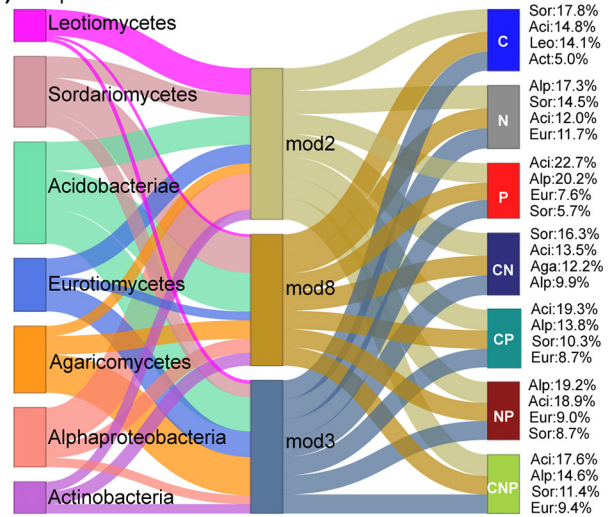 Leotiomycetes
Sordariomycetes
Acidobacteriae
Eurotiomycetes
Agaricomycetes
Alphaproteobacteria
Actinobacteria
mod2
mod8
mod3
C
Sor:17.8%
Aci:14.8%
Leo:14.1%
Act:5.0%
N
Alp:17.3%
Sor:14.5%
Aci:12.0%
Eur:11.7%
P
Aci:22.7%
Alp:20.2%
Eur:7.6%
Sor:5.7%
CN
Sor:16.3%
Aci:13.5%
Aga:12.2%
Alp:9.9%
CP
Aci:19.3%
Alp:13.8%
Sor:10.3%
Eur:8.7%
NP
Alp:19.2%
Aci:18.9%
Eur:9.0%
Sor:8.7%
CNP
Aci:17.6%
Alp:14.6%
Sor:11.4%
Eur:9.4%